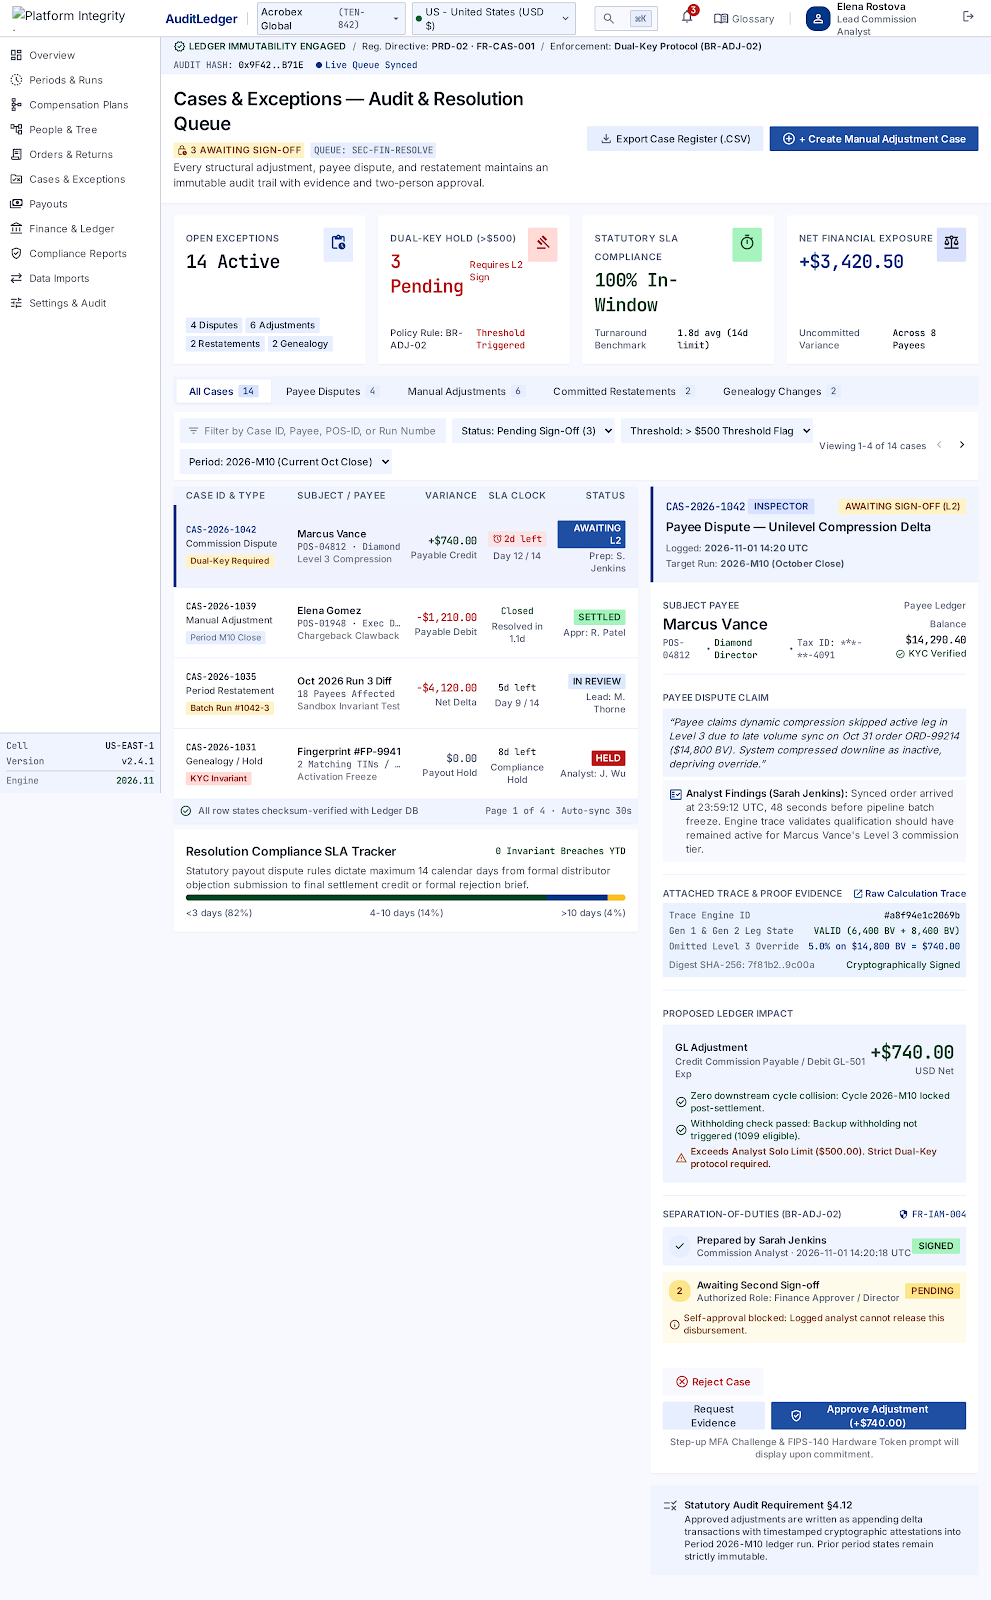 Platform Integrity
AuditLedger
Acrobex Global
(TEN-842)
US - United States (USD $)
⌘K
3
Glossary
Elena Rostova
Lead Commission Analyst
Overview
Periods & Runs
Compensation Plans
People & Tree
Orders & Returns
Cases & Exceptions
Payouts
Finance & Ledger
Compliance Reports
Data Imports
Settings & Audit
Cell US-EAST-1
Version v2.4.1
Engine 2026.11
LEDGER IMMUTABILITY ENGAGED / Reg. Directive: PRD-02 · FR-CAS-001 / Enforcement: Dual-Key Protocol (BR-ADJ-02)
AUDIT HASH: 0x9F42..B71E Live Queue Synced
Cases & Exceptions — Audit & Resolution
Queue
3 AWAITING SIGN-OFF QUEUE: SEC-FIN-RESOLVE
Every structural adjustment, payee dispute, and restatement maintains an
immutable audit trail with evidence and two-person approval.
Export Case Register (.CSV)
+ Create Manual Adjustment Case
OPEN EXCEPTIONS
14 Active
4 Disputes 6 Adjustments
2 Restatements 2 Genealogy
DUAL-KEY HOLD (>$500)
3
Pending
Requires L2
Sign
Policy Rule: BR-
ADJ-02
Threshold
Triggered
STATUTORY SLA
COMPLIANCE
100% In-
Window
Turnaround
Benchmark
1.8d avg (14d
limit)
NET FINANCIAL EXPOSURE
+$3,420.50
Uncommitted
Variance
Across 8
Payees
All Cases 14 Payee Disputes 4 Manual Adjustments 6 Committed Restatements 2 Genealogy Changes 2
Filter by Case ID, Payee, POS-ID, or Run Numbe
Status: Pending Sign-Off (3)
Threshold: > $500 Threshold Flag
Viewing 1-4 of 14 cases
Period: 2026-M10 (Current Oct Close)
CASE ID & TYPE SUBJECT / PAYEE VARIANCE SLA CLOCK STATUS
CAS-2026-1042
Commission Dispute
Dual-Key Required
Marcus Vance
POS-04812 · Diamond
Level 3 Compression
+$740.00
Payable Credit
2d left
Day 12 / 14
AWAITING
L2
Prep: S.
Jenkins
CAS-2026-1039
Manual Adjustment
Period M10 Close
Elena Gomez
POS-01948 · Exec D…
Chargeback Clawback
-$1,210.00
Payable Debit
Closed
Resolved in
1.1d
SETTLED
Appr: R. Patel
CAS-2026-1035
Period Restatement
Batch Run #1042-3
Oct 2026 Run 3 Diff
18 Payees Affected
Sandbox Invariant Test
-$4,120.00
Net Delta
5d left
Day 9 / 14
IN REVIEW
Lead: M.
Thorne
CAS-2026-1031
Genealogy / Hold
KYC Invariant
Fingerprint #FP-9941
2 Matching TINs / …
Activation Freeze
$0.00
Payout Hold
8d left
Compliance
Hold
HELD
Analyst: J. Wu
All row states checksum-verified with Ledger DB
Page 1 of 4 · Auto-sync 30s
Resolution Compliance SLA Tracker
0 Invariant Breaches YTD
Statutory payout dispute rules dictate maximum 14 calendar days from formal distributor
objection submission to final settlement credit or formal rejection brief.
<3 days (82%) 4-10 days (14%) >10 days (4%)
CAS-2026-1042 INSPECTOR AWAITING SIGN-OFF (L2)
Payee Dispute — Unilevel Compression Delta
Logged: 2026-11-01 14:20 UTC
Target Run: 2026-M10 (October Close)
SUBJECT PAYEE
Marcus Vance
POS-
04812
• Diamond
Director
• Tax ID: ***-
**-4091
Payee Ledger
Balance
$14,290.40
KYC Verified
PAYEE DISPUTE CLAIM
“Payee claims dynamic compression skipped active leg in
Level 3 due to late volume sync on Oct 31 order ORD-99214
($14,800 BV). System compressed downline as inactive,
depriving override.”
Analyst Findings (Sarah Jenkins): Synced order arrived
at 23:59:12 UTC, 48 seconds before pipeline batch
freeze. Engine trace validates qualification should have
remained active for Marcus Vance's Level 3 commission
tier.
ATTACHED TRACE & PROOF EVIDENCE Raw Calculation Trace
Trace Engine ID #a8f94e1c2069b
Gen 1 & Gen 2 Leg State VALID (6,400 BV + 8,400 BV)
Omitted Level 3 Override 5.0% on $14,800 BV = $740.00
Digest SHA-256: 7f81b2..9c00a Cryptographically Signed
PROPOSED LEDGER IMPACT
GL Adjustment
Credit Commission Payable / Debit GL-501
Exp
+$740.00
USD Net
Zero downstream cycle collision: Cycle 2026-M10 locked
post-settlement.
Withholding check passed: Backup withholding not
triggered (1099 eligible).
Exceeds Analyst Solo Limit ($500.00). Strict Dual-Key
protocol required.
SEPARATION-OF-DUTIES (BR-ADJ-02) FR-IAM-004
Prepared by Sarah Jenkins
Commission Analyst · 2026-11-01 14:20:18 UTC
SIGNED
2
Awaiting Second Sign-off
Authorized Role: Finance Approver / Director
PENDING
Self-approval blocked: Logged analyst cannot release this
disbursement.
Reject Case
Request
Evidence
Approve Adjustment
(+$740.00)
Step-up MFA Challenge & FIPS-140 Hardware Token prompt will
display upon commitment.
Statutory Audit Requirement §4.12
Approved adjustments are written as appending delta
transactions with timestamped cryptographic attestations into
Period 2026-M10 ledger run. Prior period states remain
strictly immutable.